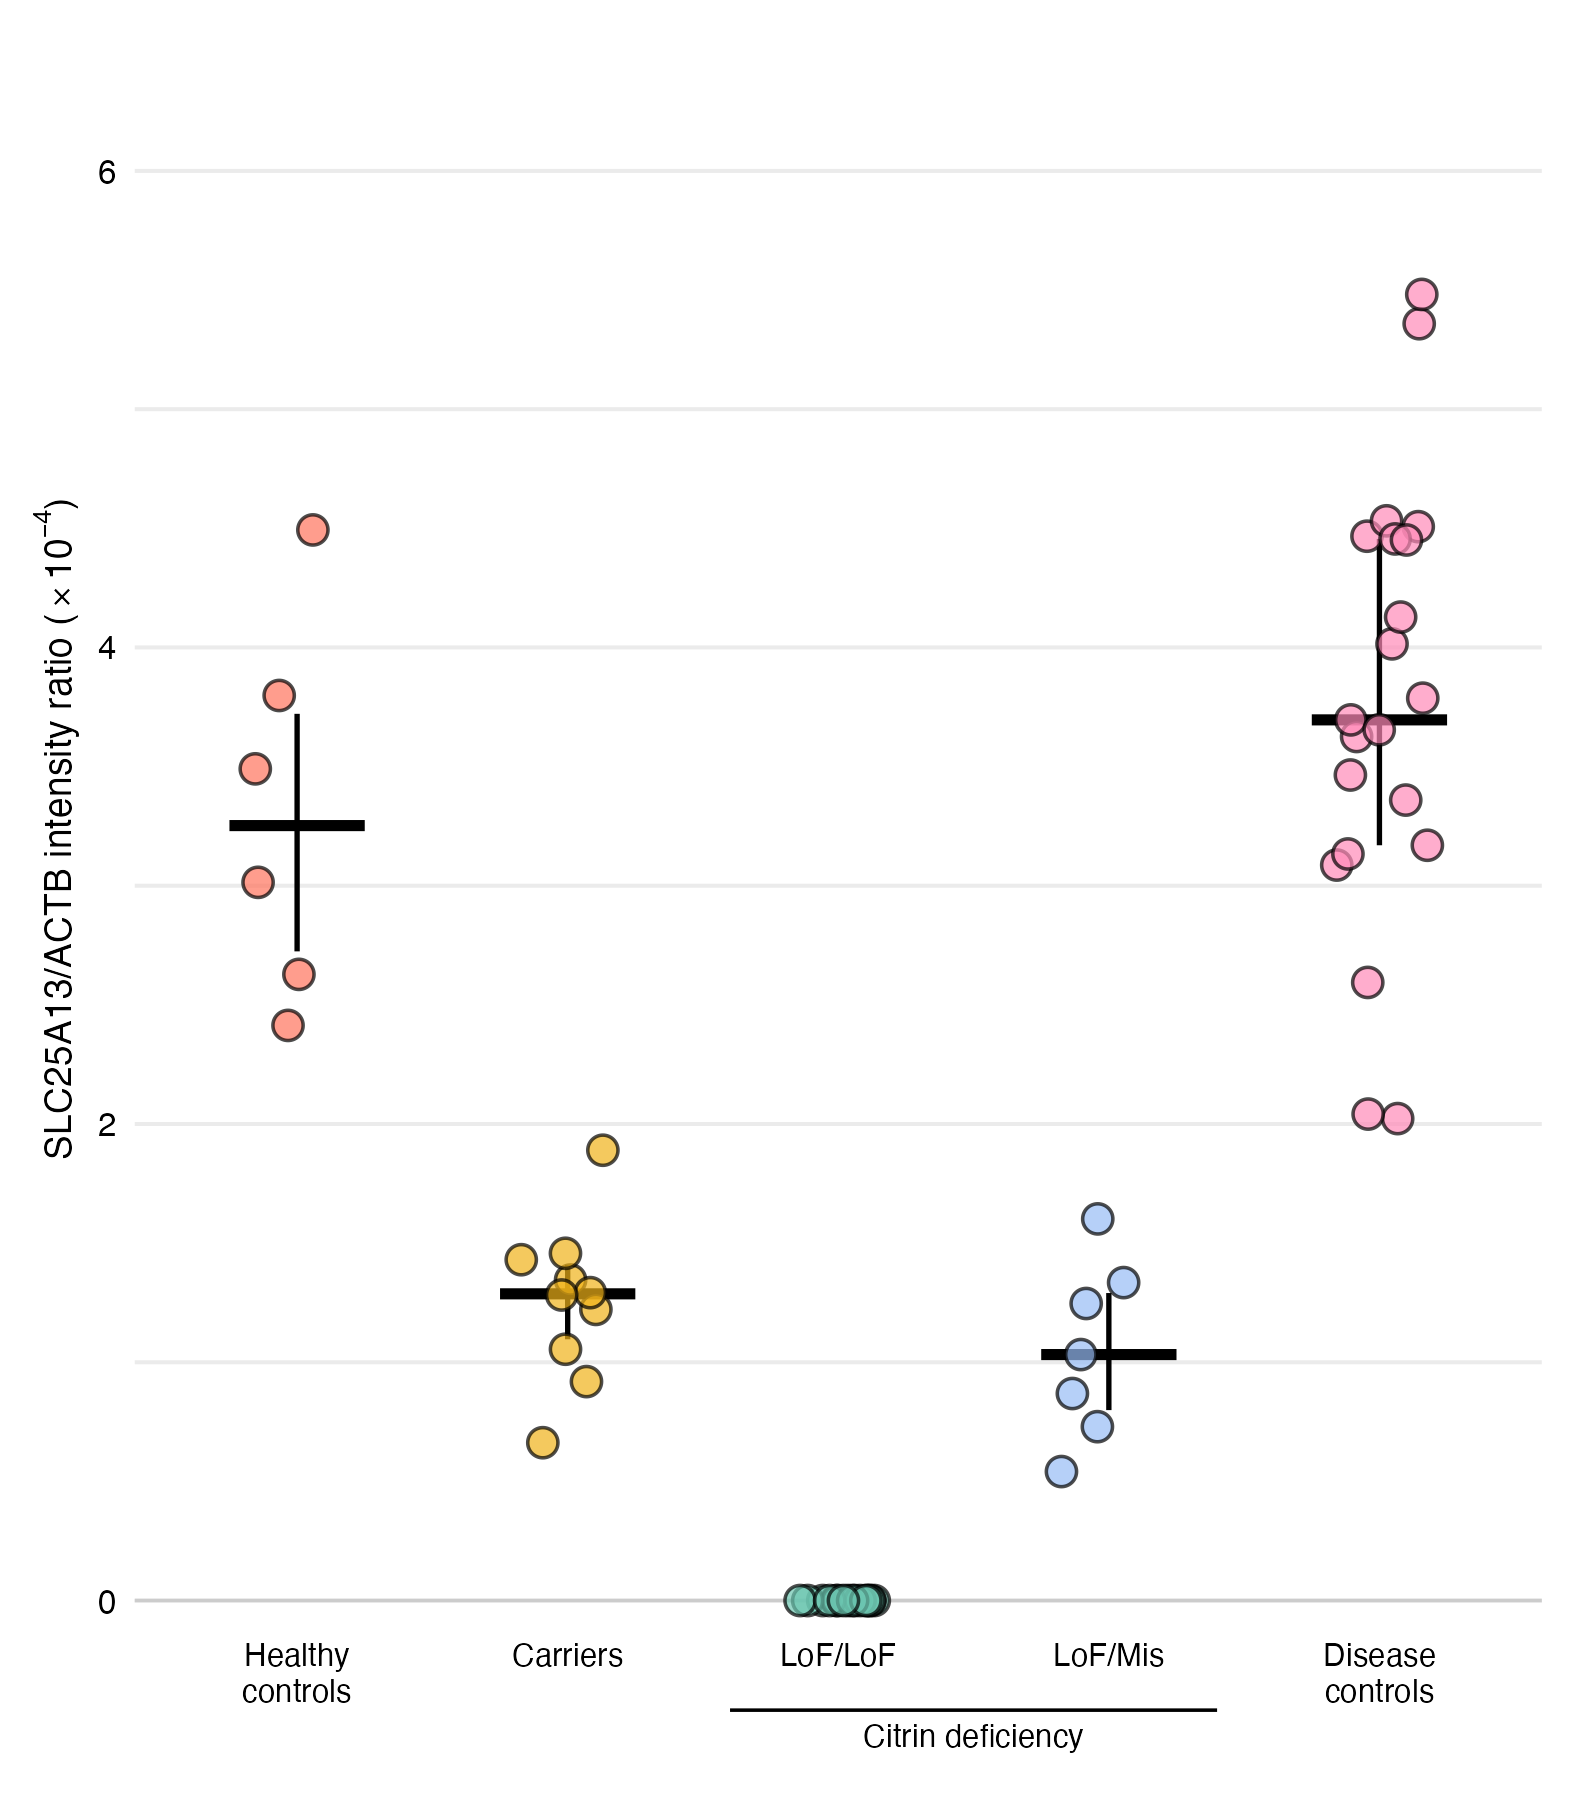 SLC25A13/ACTB intensity ratio (× 10⁻⁴)
6
4
2
0
Healthy
controls
Carriers
LoF/LoF
LoF/Mis
Disease
controls
Citrin deficiency